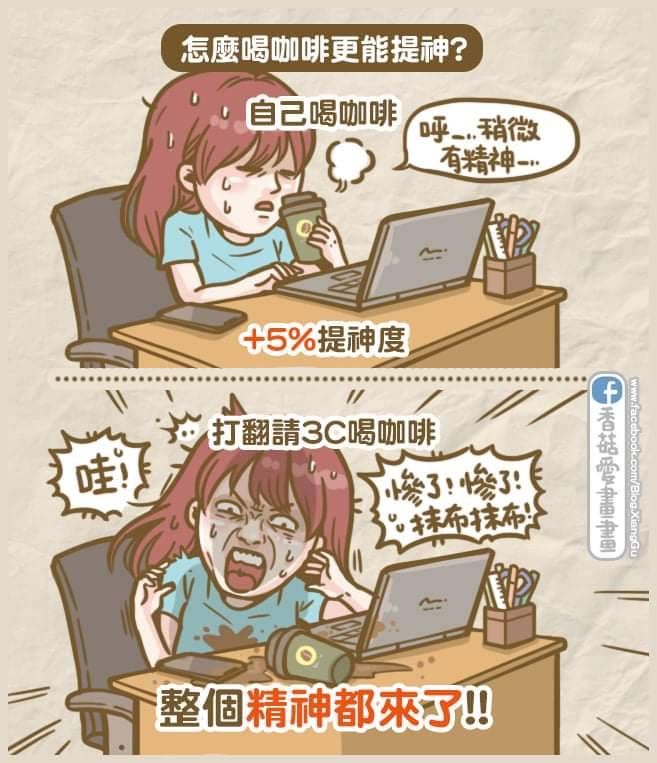 怎麼喝咖啡更能提神?
自己喝咖啡
呼—...稍微
有精神—...
+5%提神度
打翻請3C喝咖啡
哇!
慘了!慘了!
抹布抹布!
整個精神都來了!!
香菇愛畫畫
www.facebook.com/Blog.XiangGu